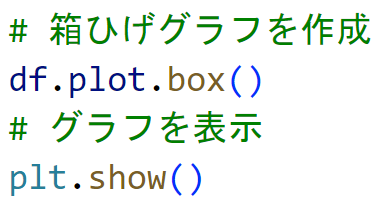 # 箱ひげグラフを作成
df.plot.box()
# グラフを表示
plt.show()